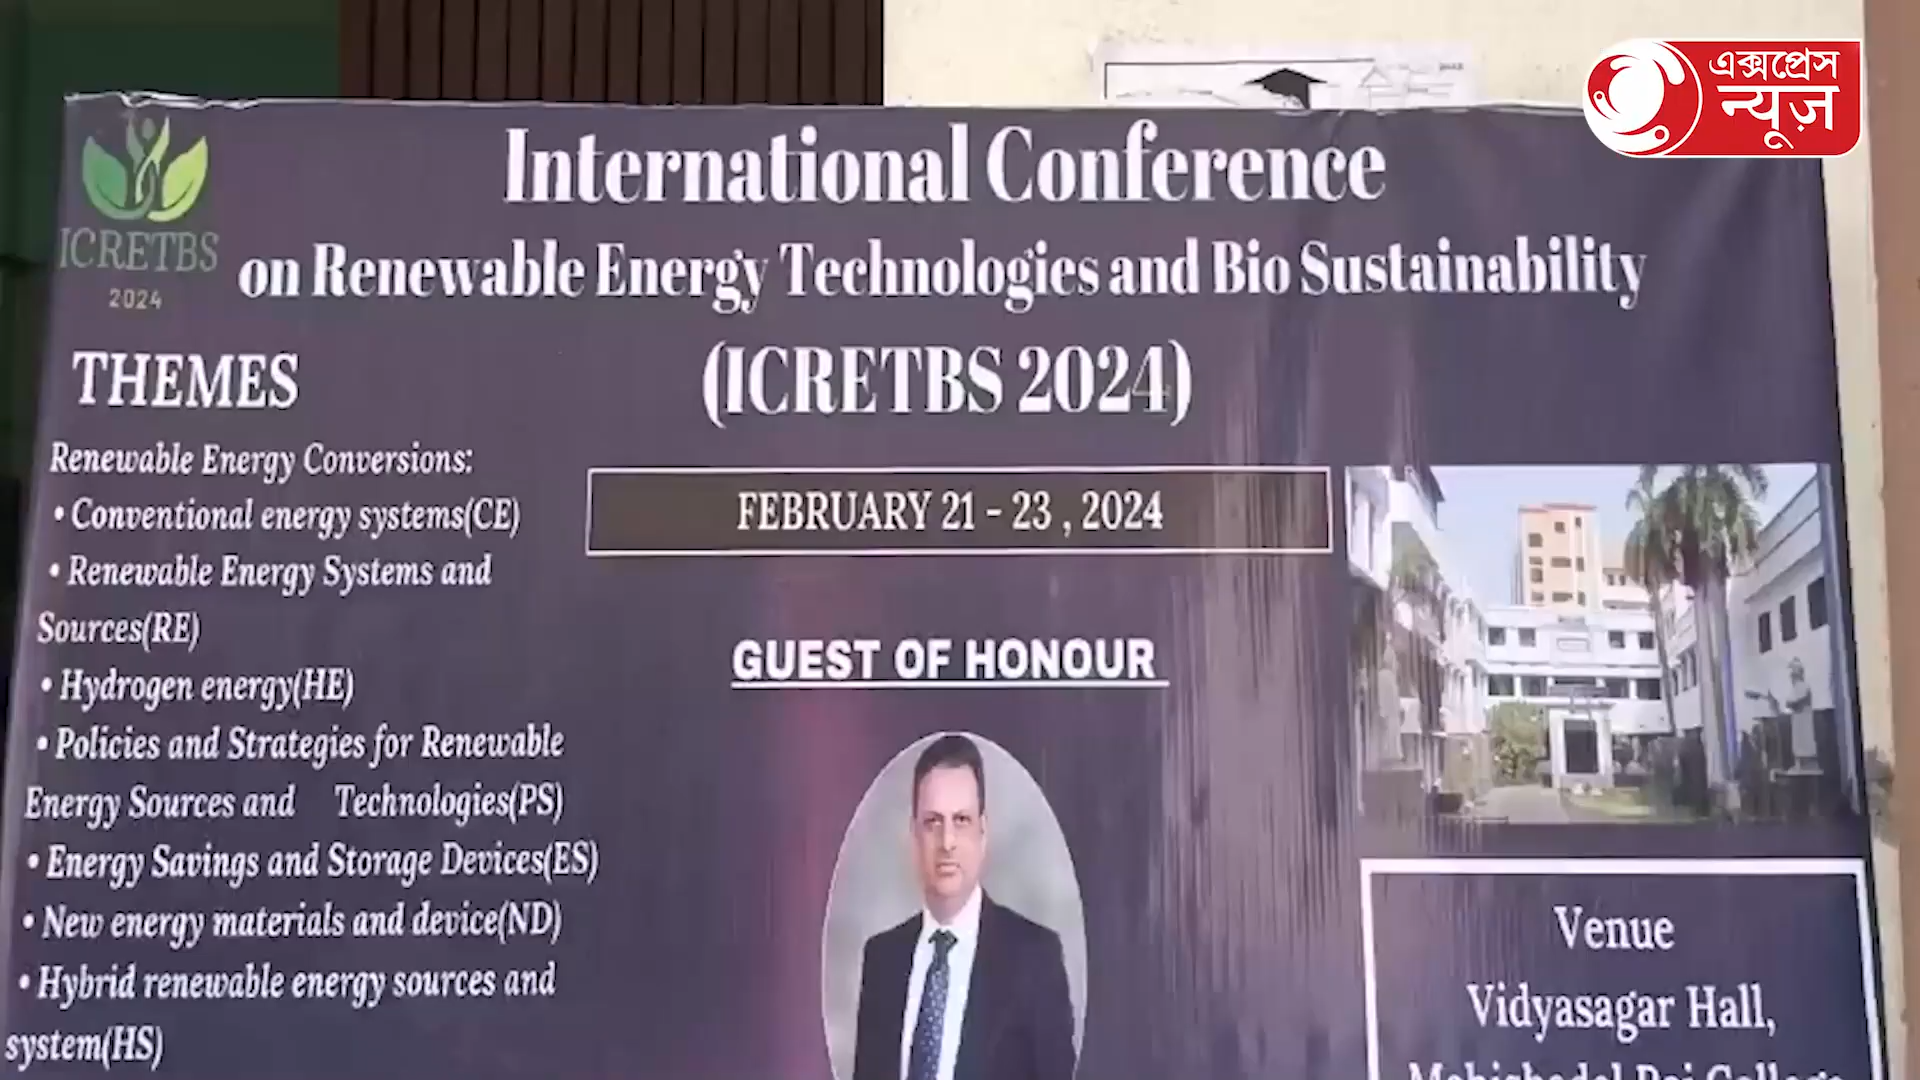 এক্সপ্রেস
ন্যূজ়
International Conference
on Renewable Energy Technologies and Bio Sustainability
(ICRETBS 2024)
ICRETBS
2024
THEMES
Renewable Energy Conversions:
• Conventional energy systems(CE)
• Renewable Energy Systems and
Sources(RE)
• Hydrogen energy(HE)
• Policies and Strategies for Renewable
Energy Sources and Technologies(PS)
• Energy Savings and Storage Devices(ES)
• New energy materials and device(ND)
• Hybrid renewable energy sources and
system(HS)
FEBRUARY 21 - 23 , 2024
GUEST OF HONOUR
Venue
Vidyasagar Hall,
Mahishadal Raj College